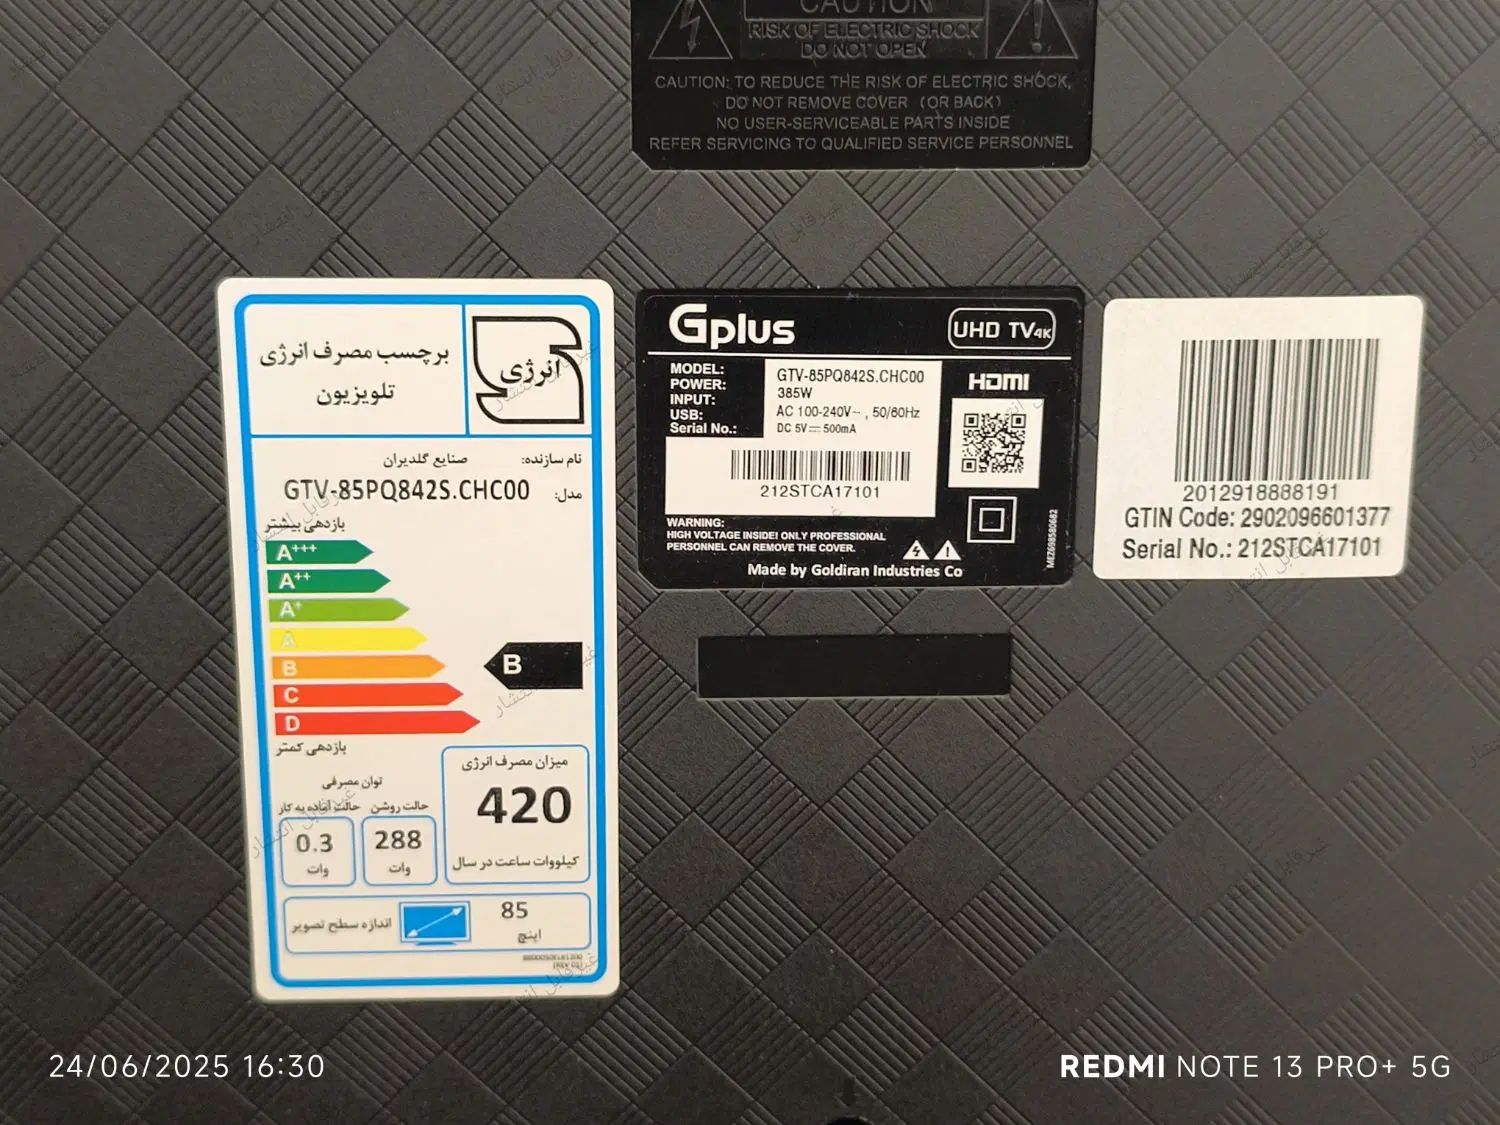 CAUTION
RISK OF ELECTRIC SHOCK
DO NOT OPEN
CAUTION: TO REDUCE THE RISK OF ELECTRIC SHOCK,
DO NOT REMOVE COVER (OR BACK)
NO USER-SERVICEABLE PARTS INSIDE
REFER SERVICING TO QUALIFIED SERVICE PERSONNEL
برچسب مصرف انرژی
تلویزیون
انرژی
نام سازنده: صنایع گلدیران
مدل: GTV-85PQ842S.CHC00
بازدهی بیشتر
A+++
A++
A+
A
B
C
D
B
بازدهی کمتر
میزان مصرف انرژی
420
کیلووات ساعت در سال
توان مصرفی
حالت روشن
288
وات
حالت آماده به کار
0.3
وات
اندازه سطح تصویر
85
اینچ
Gplus
UHD TV4K
MODEL: GTV-85PQ842S.CHC00
POWER: 385W
INPUT: AC 100-240V~, 50/60Hz
USB: DC 5V⎓500mA
Serial No.:
212STCA17101
HDMI
WARNING:
HIGH VOLTAGE INSIDE! ONLY PROFESSIONAL
PERSONNEL CAN REMOVE THE COVER.
Made by Goldiran Industries Co
2012918888191
GTIN Code: 2902096601377
Serial No.: 212STCA17101
غیرقابل انتشار
24/06/2025 16:30
REDMI NOTE 13 PRO+ 5G